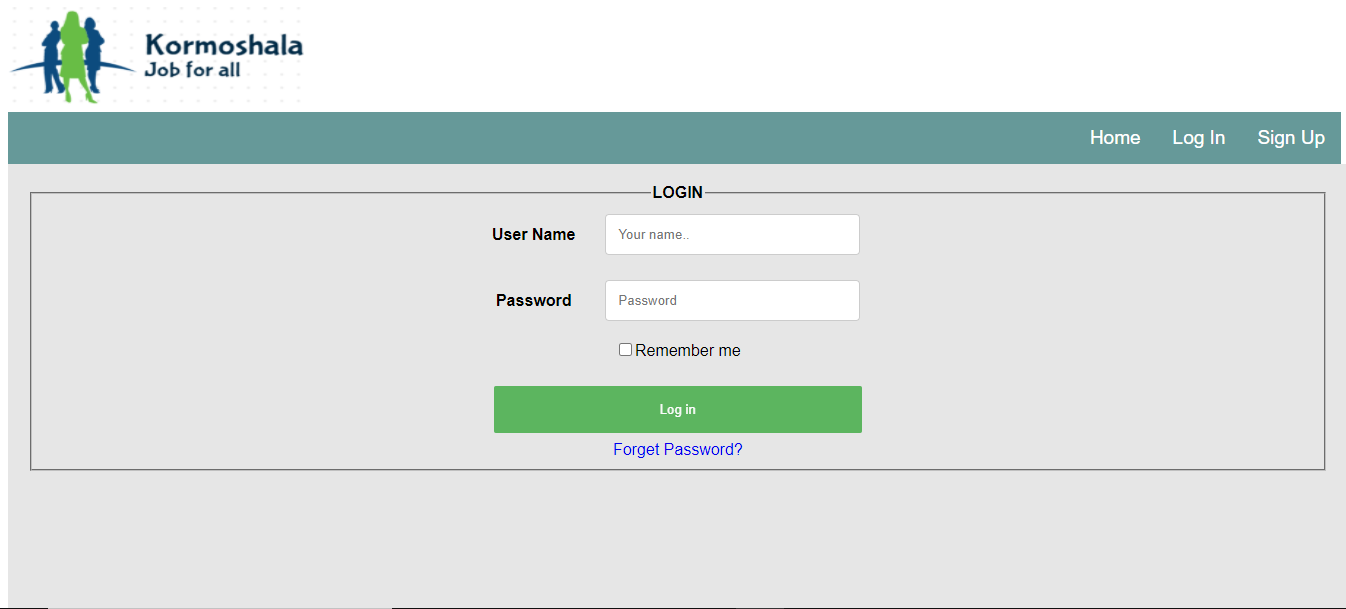 Kormoshala
Job for all
Home Log In Sign Up
LOGIN
User Name Your name..
Password Password
Remember me
Log in
Forget Password?